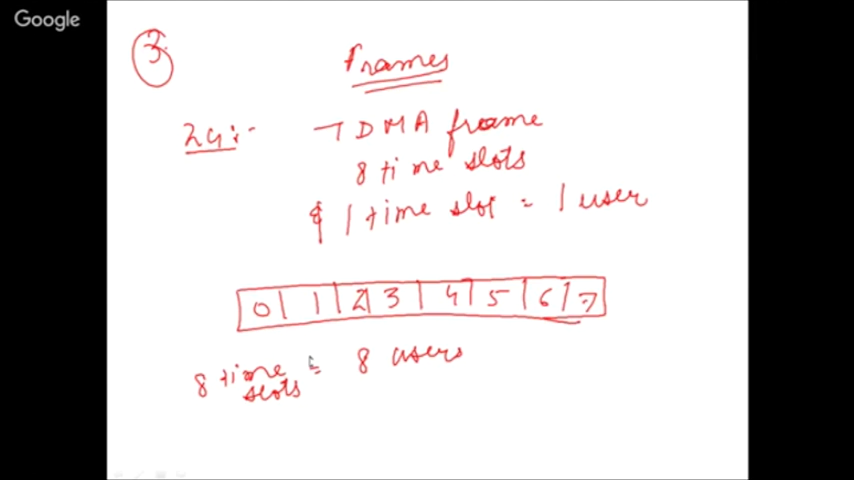 Google
3.
Frames
2G:- TDMA frame
8 time slots
& 1 time slot = 1 user
0 | 1 | 2 | 3 | 4 | 5 | 6 | 7
8 time slots = 8 users